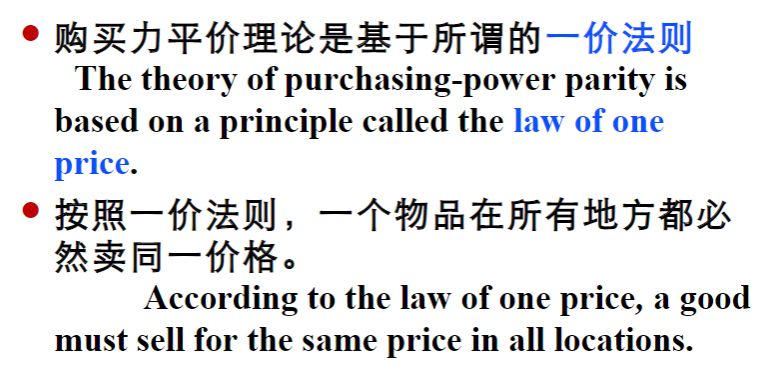 • 购买力平价理论是基于所谓的一价法则
The theory of purchasing-power parity is
based on a principle called the law of one
price.
• 按照一价法则，一个物品在所有地方都必
然卖同一价格。
According to the law of one price, a good
must sell for the same price in all locations.